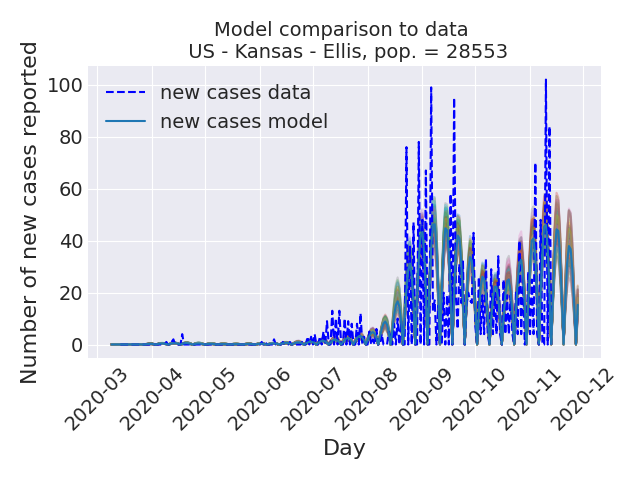 Model comparison to data
US - Kansas - Ellis, pop. = 28553
Number of new cases reported
100
80
60
40
20
0
new cases data
new cases model
2020-03
2020-04
2020-05
2020-06
2020-07
2020-08
2020-09
2020-10
2020-11
2020-12
Day